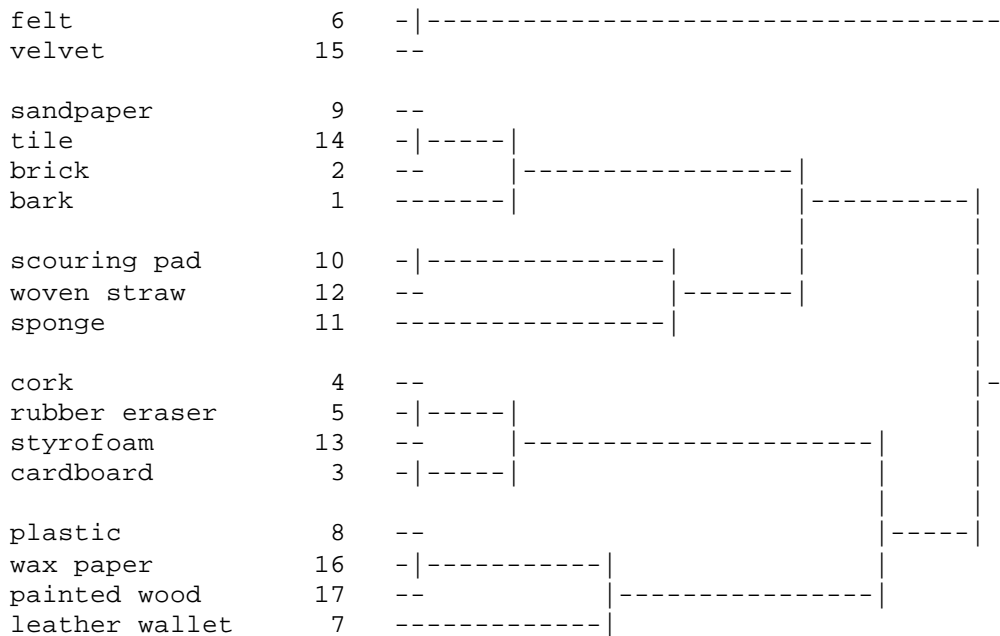 felt 6
velvet 15
sandpaper 9
tile 14
brick 2
bark 1
scouring pad 10
woven straw 12
sponge 11
cork 4
rubber eraser 5
styrofoam 13
cardboard 3
plastic 8
wax paper 16
painted wood 17
leather wallet 7